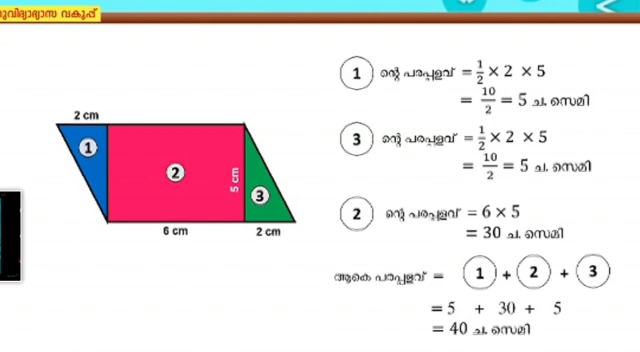 ുവിദ്യാഭ്യാസ വകുപ്പ്
2 cm
1
2
5 cm
3
6 cm
2 cm
1 ന്റെ പരപ്പളവ് = 1/2 × 2 × 5
= 10/2 = 5 ച. സെമി
3 ന്റെ പരപ്പളവ് = 1/2 × 2 × 5
= 10/2 = 5 ച. സെമി
2 ന്റെ പരപ്പളവ് = 6 × 5
= 30 ച. സെമി
ആകെ പരപ്പളവ് = 1 + 2 + 3
= 5 + 30 + 5
= 40 ച. സെമി